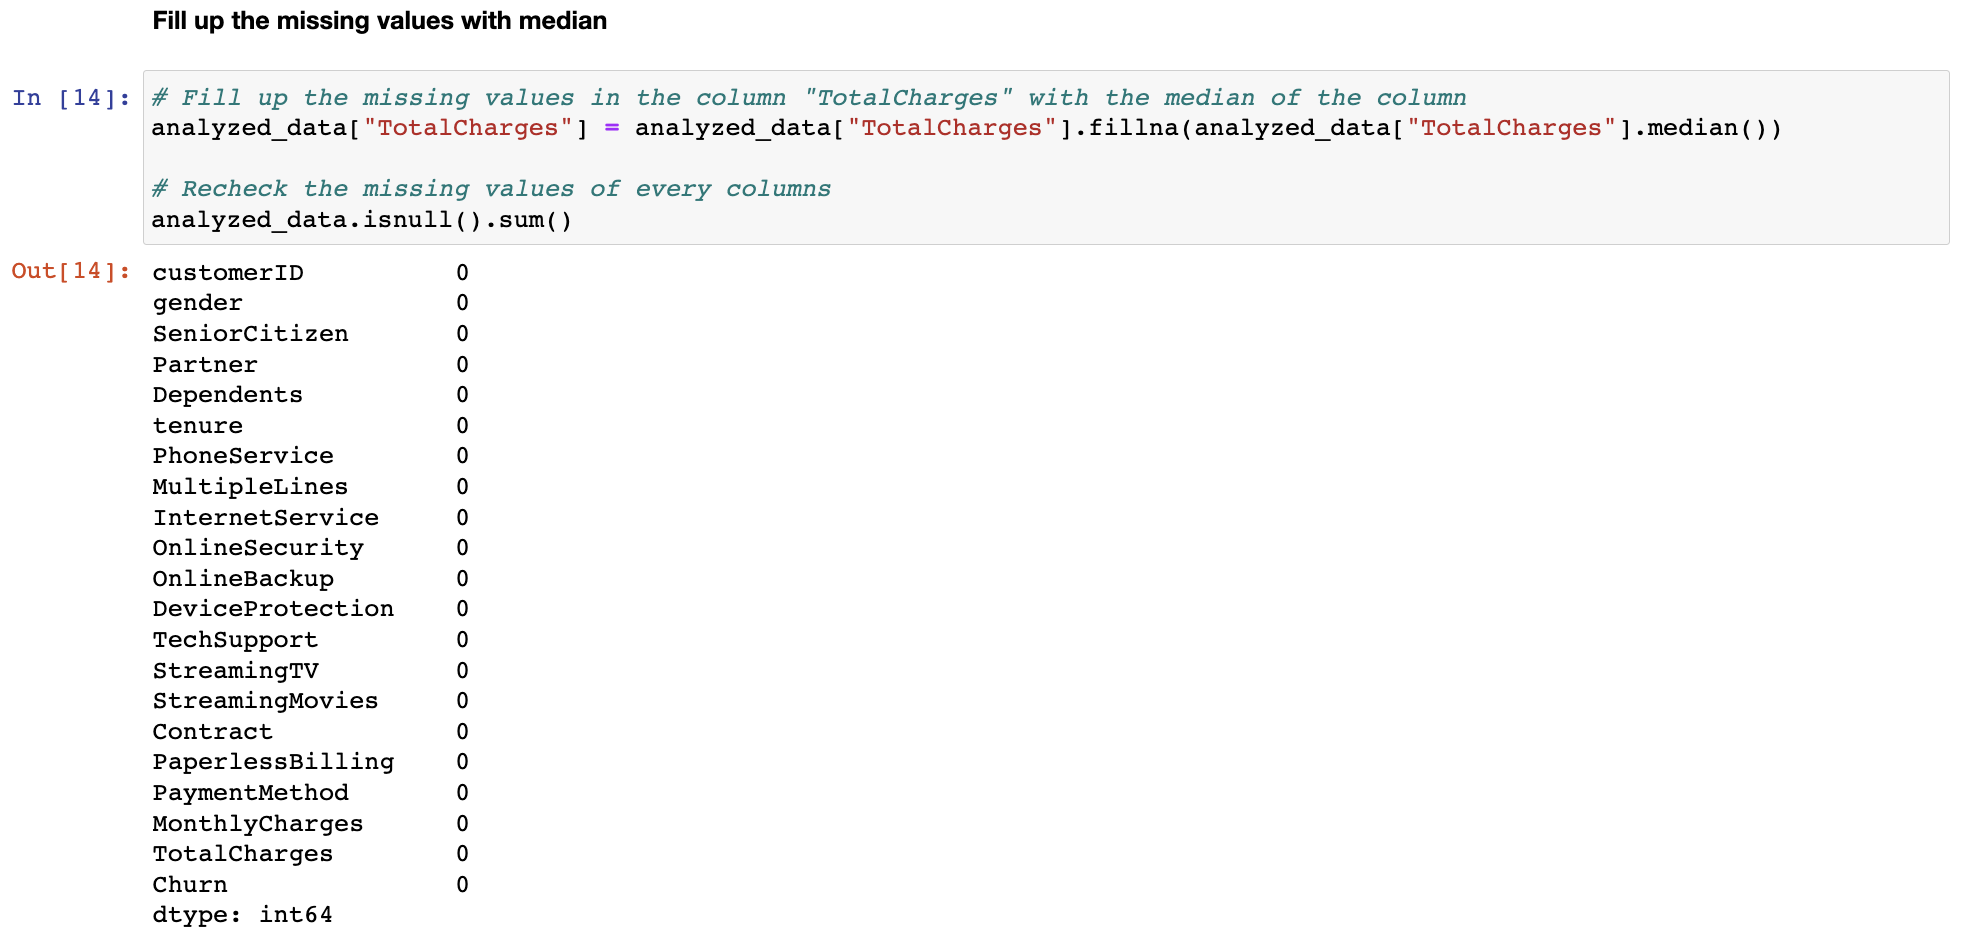 Fill up the missing values with median
In [14]: # Fill up the missing values in the column "TotalCharges" with the median of the column
analyzed_data["TotalCharges"] = analyzed_data["TotalCharges"].fillna(analyzed_data["TotalCharges"].median())
# Recheck the missing values of every columns
analyzed_data.isnull().sum()
Out[14]: customerID 0
gender 0
SeniorCitizen 0
Partner 0
Dependents 0
tenure 0
PhoneService 0
MultipleLines 0
InternetService 0
OnlineSecurity 0
OnlineBackup 0
DeviceProtection 0
TechSupport 0
StreamingTV 0
StreamingMovies 0
Contract 0
PaperlessBilling 0
PaymentMethod 0
MonthlyCharges 0
TotalCharges 0
Churn 0
dtype: int64